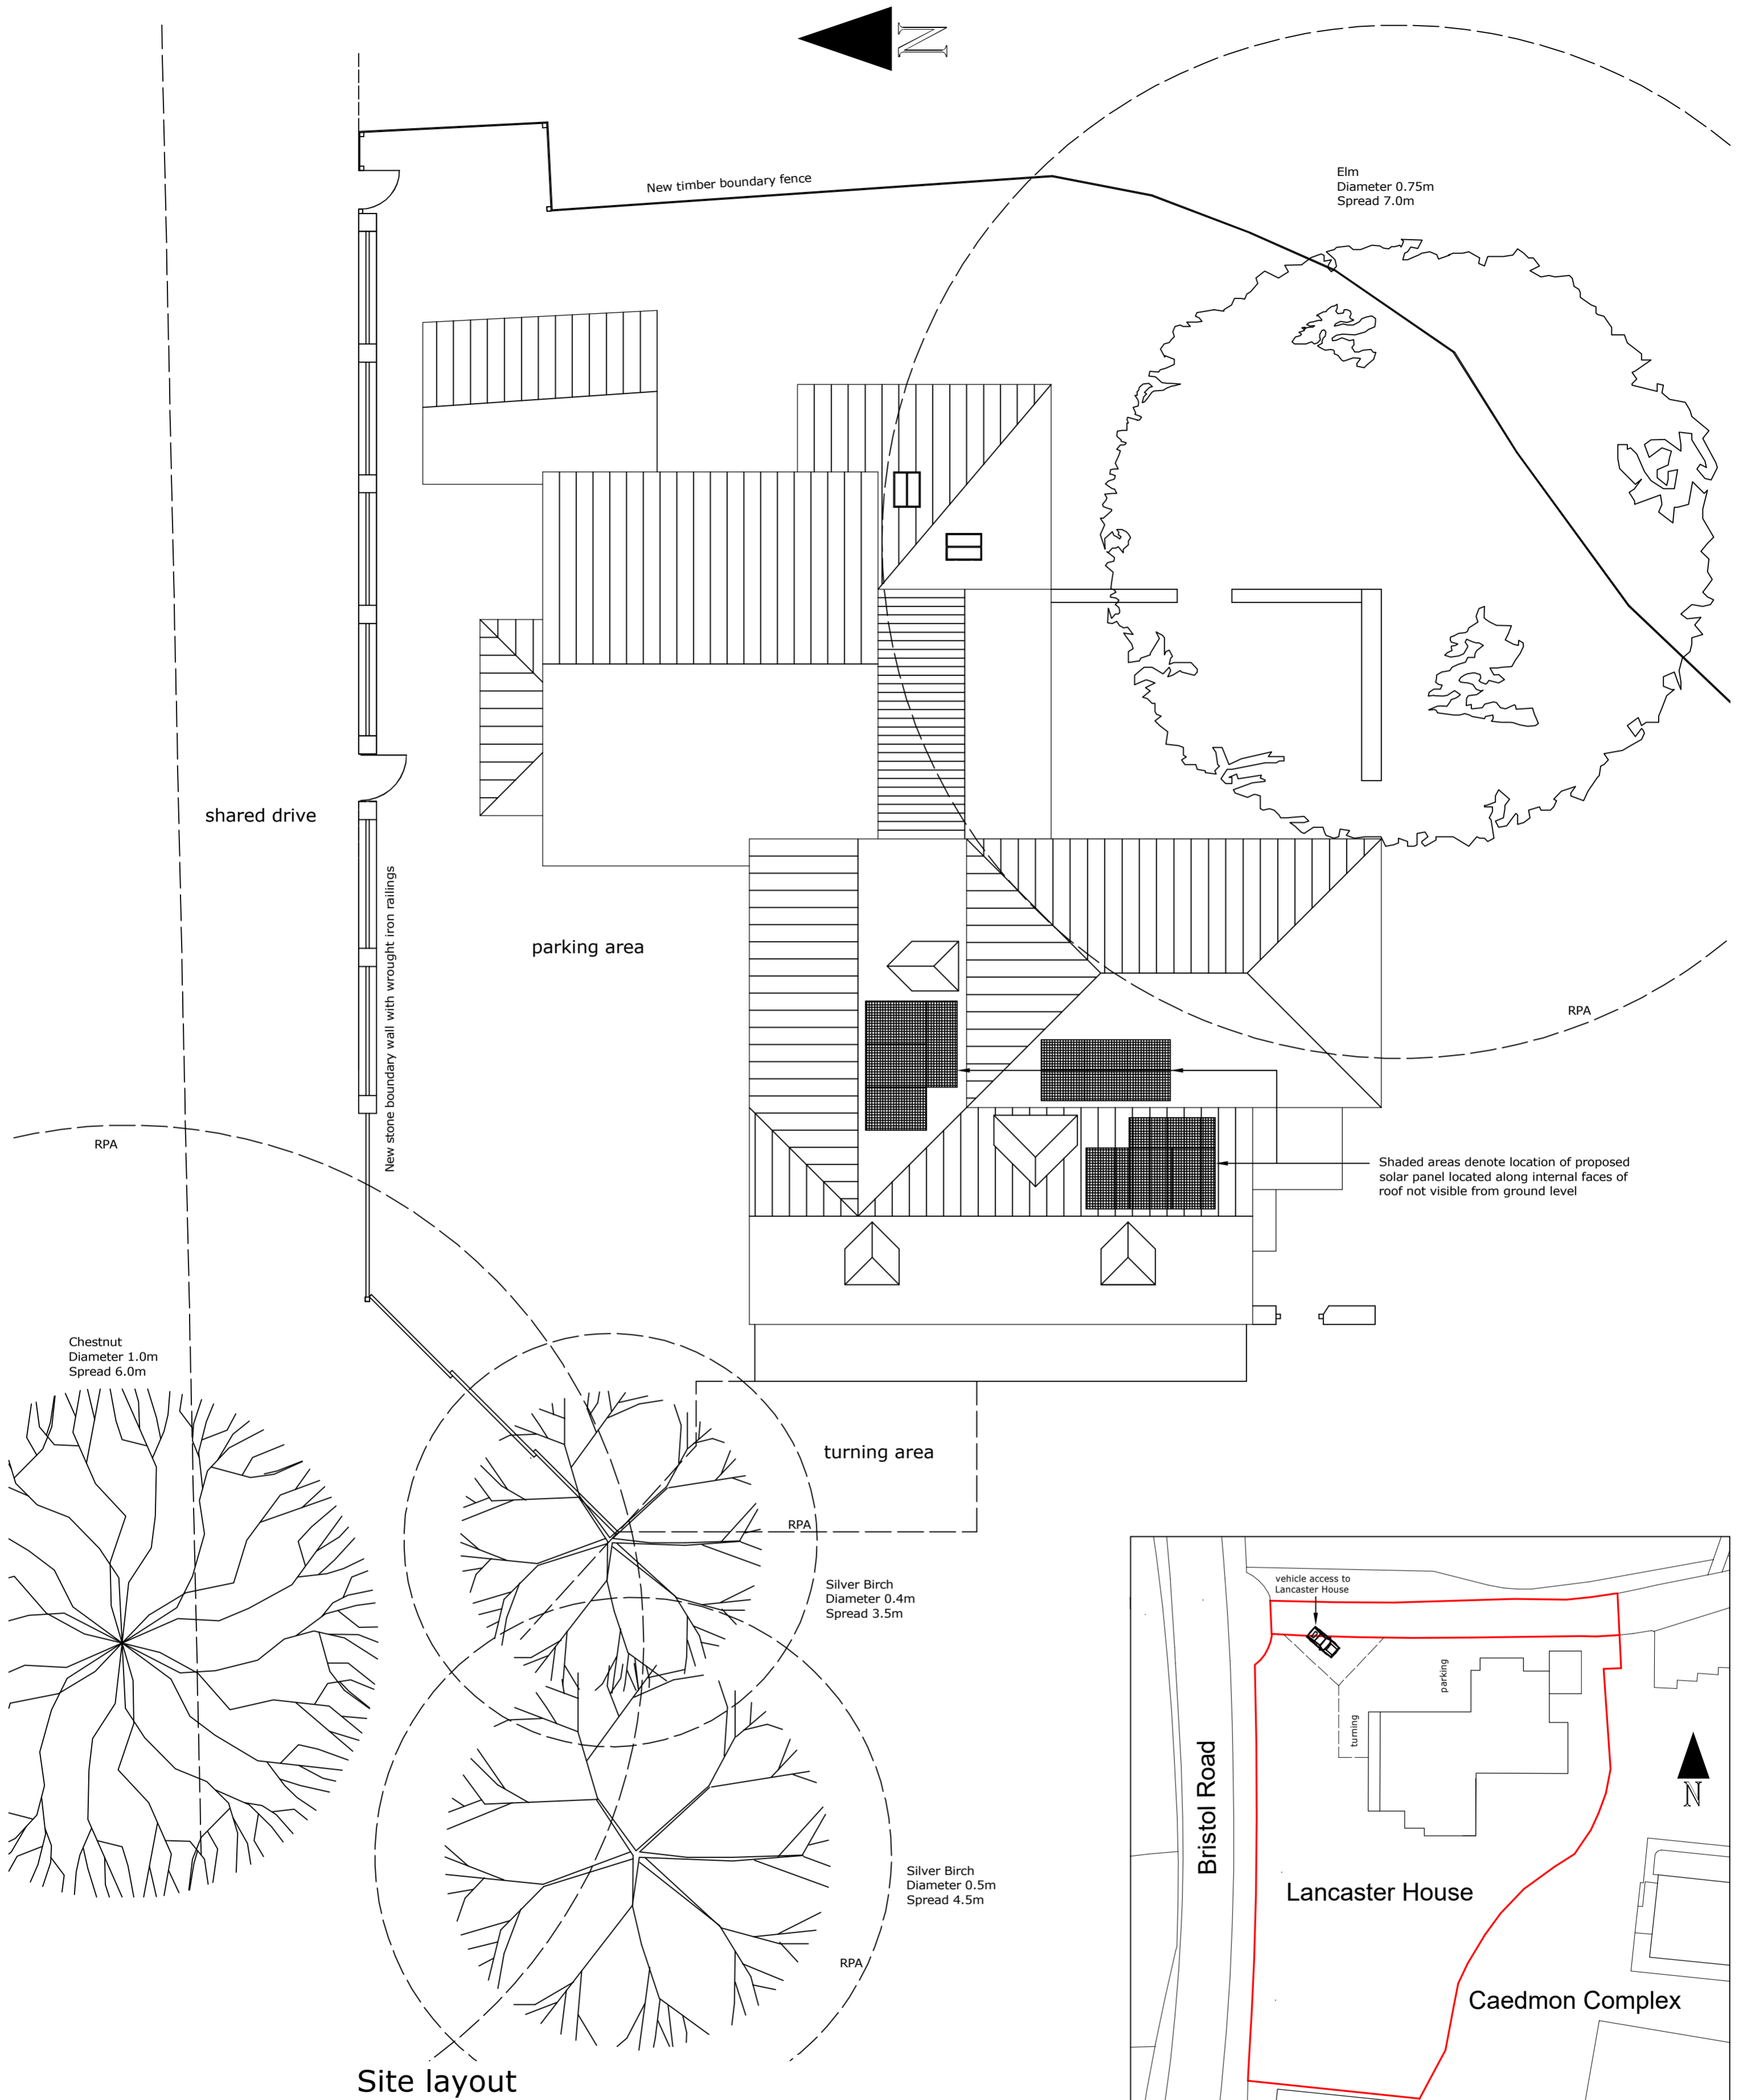 N
New timber boundary fence
Elm
Diameter 0.75m
Spread 7.0m
shared drive
New stone boundary wall with wrought iron railings
parking area
RPA
RPA
Shaded areas denote location of proposed
solar panel located along internal faces of
roof not visible from ground level
Chestnut
Diameter 1.0m
Spread 6.0m
turning area
RPA
Silver Birch
Diameter 0.4m
Spread 3.5m
Silver Birch
Diameter 0.5m
Spread 4.5m
RPA
Site layout
vehicle access to
Lancaster House
parking
turning
N
Bristol Road
Lancaster House
Caedmon Complex